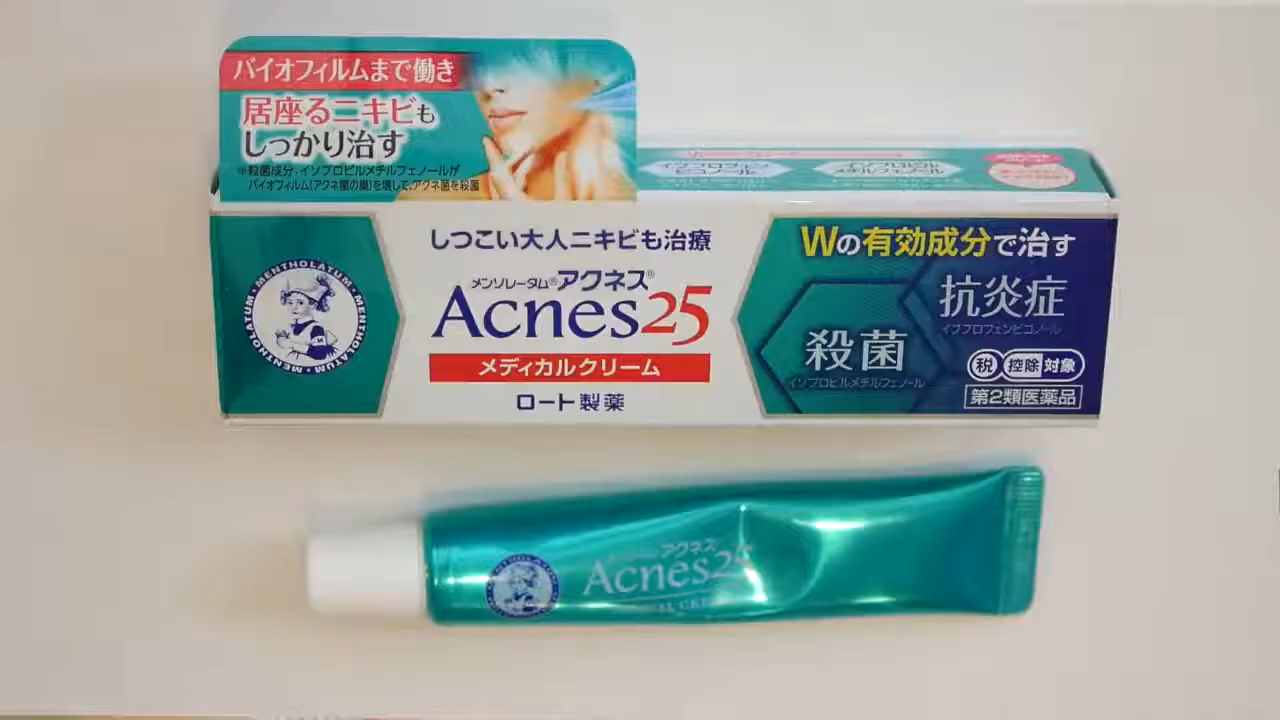 バイオフィルムまで働き
居座るニキビも
しっかり治す
※殺菌成分:イソプロピルメチルフェノールが
バイオフィルム(アクネ菌の巣)を壊して、アクネ菌を殺菌
イブプロフェン
ピコノール
イソプロピル
メチルフェノール
MENTHOLATUM・MENTHOLATUM・MENTHOLATUM・
しつこい大人ニキビも治療
メンソレータム®アクネス®
Acnes25
メディカルクリーム
ロート製薬
Wの有効成分で治す
抗炎症
イブプロフェンピコノール
殺菌
イソプロピルメチルフェノール
税 控除 対象
第2類医薬品
アクネス
Acnes25